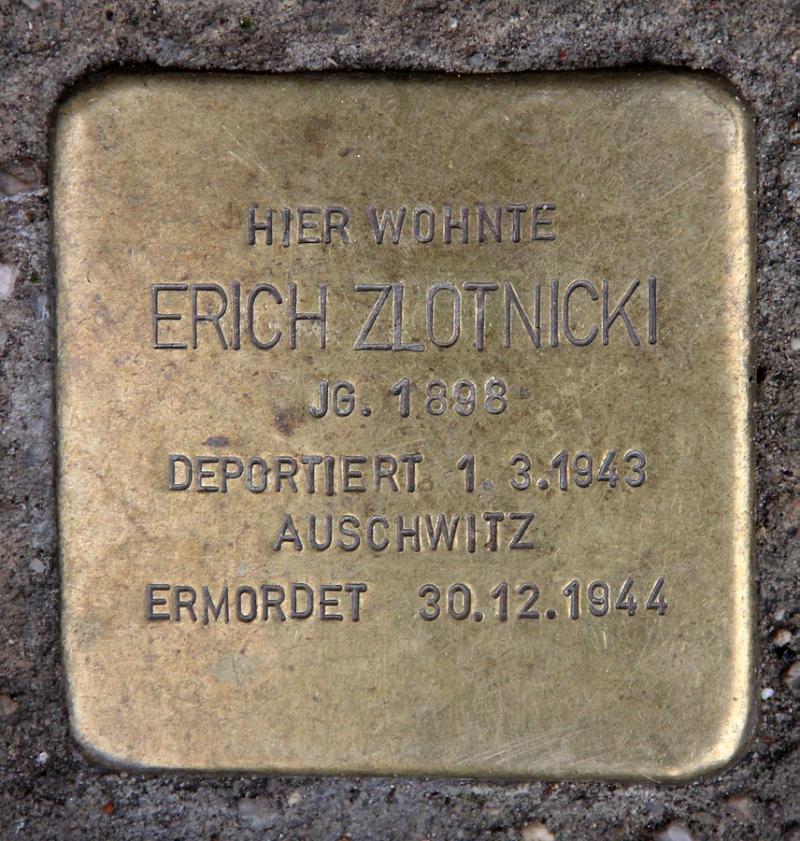 HIER WOHNTE
ERICH ZLOTNICKI
JG. 1898
DEPORTIERT 1.3.1943
AUSCHWITZ
ERMORDET 30.12.1944